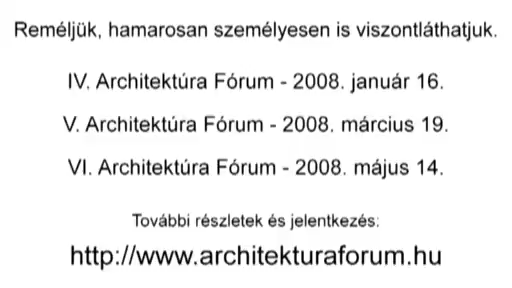 Reméljük, hamarosan személyesen is viszontláthatjuk.
IV. Architektúra Fórum - 2008. január 16.
V. Architektúra Fórum - 2008. március 19.
VI. Architektúra Fórum - 2008. május 14.
További részletek és jelentkezés:
http://www.architekturaforum.hu